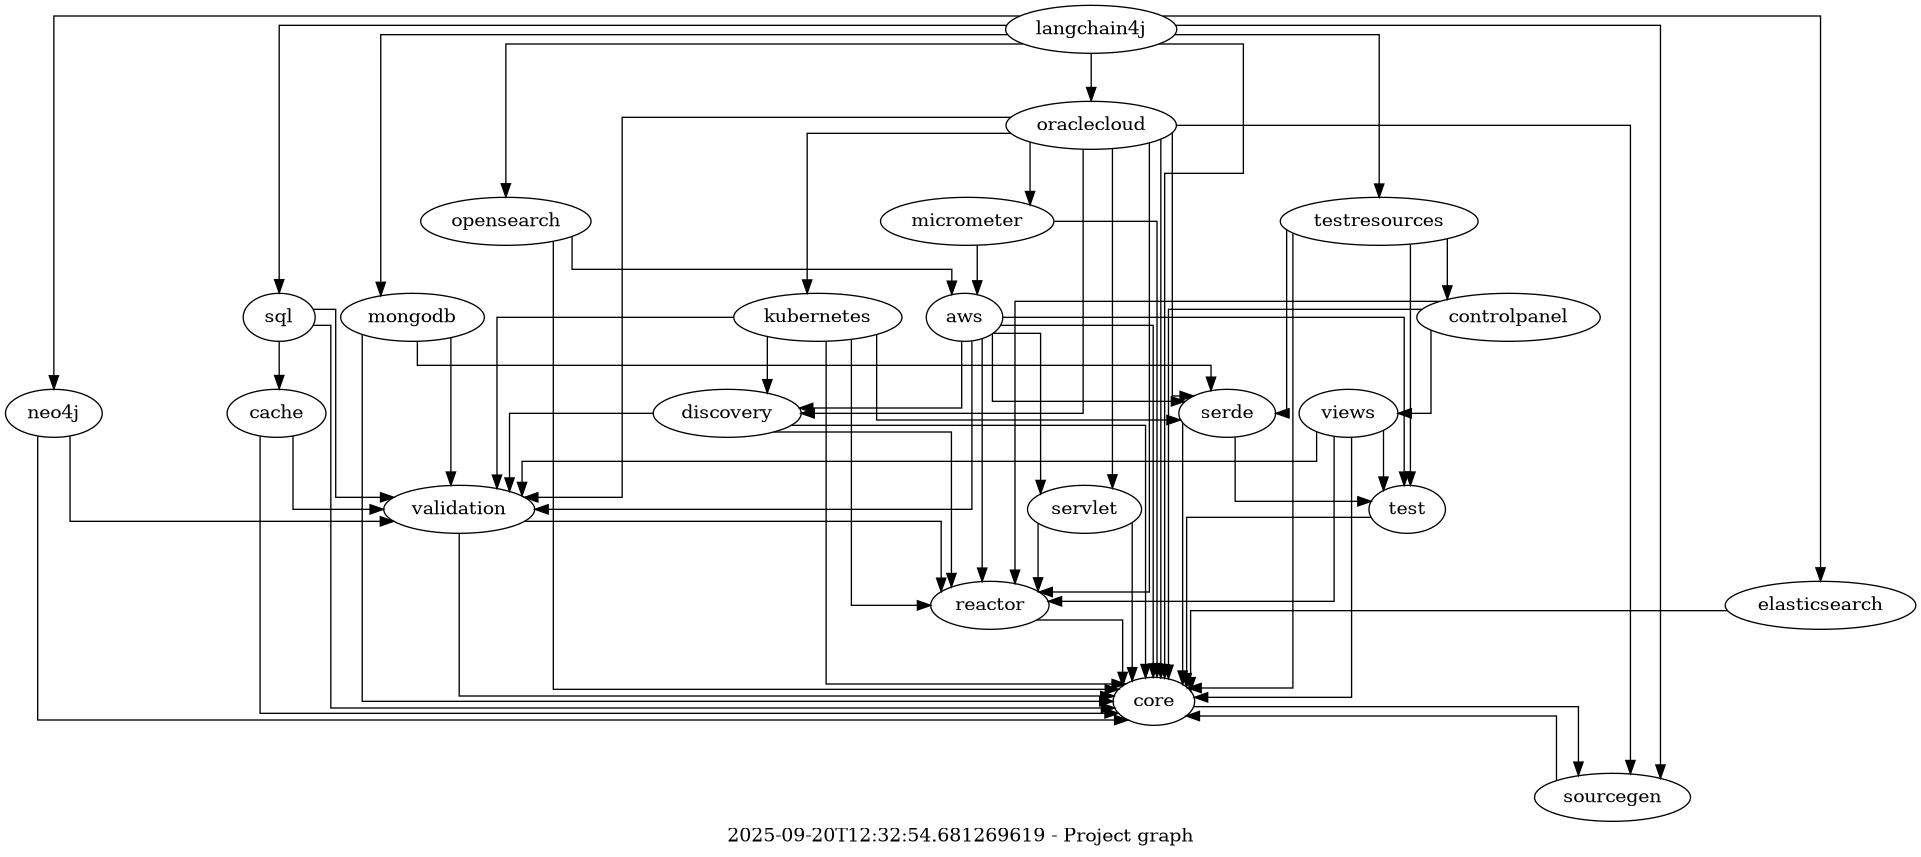 langchain4j
oraclecloud
opensearch
micrometer
testresources
sql
mongodb
kubernetes
aws
controlpanel
neo4j
cache
discovery
serde
views
validation
servlet
test
reactor
elasticsearch
core
sourcegen
2025-09-20T12:32:54.681269619 - Project graph